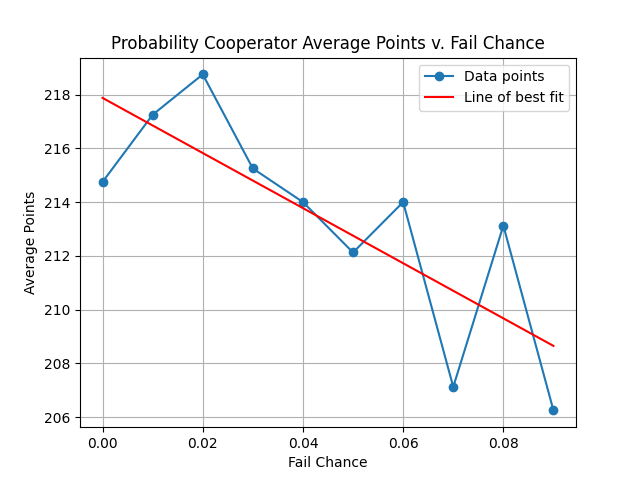 Probability Cooperator Average Points v. Fail Chance
Data points
Line of best fit
218
216
214
212
210
208
206
Average Points
0.00 0.02 0.04 0.06 0.08
Fail Chance